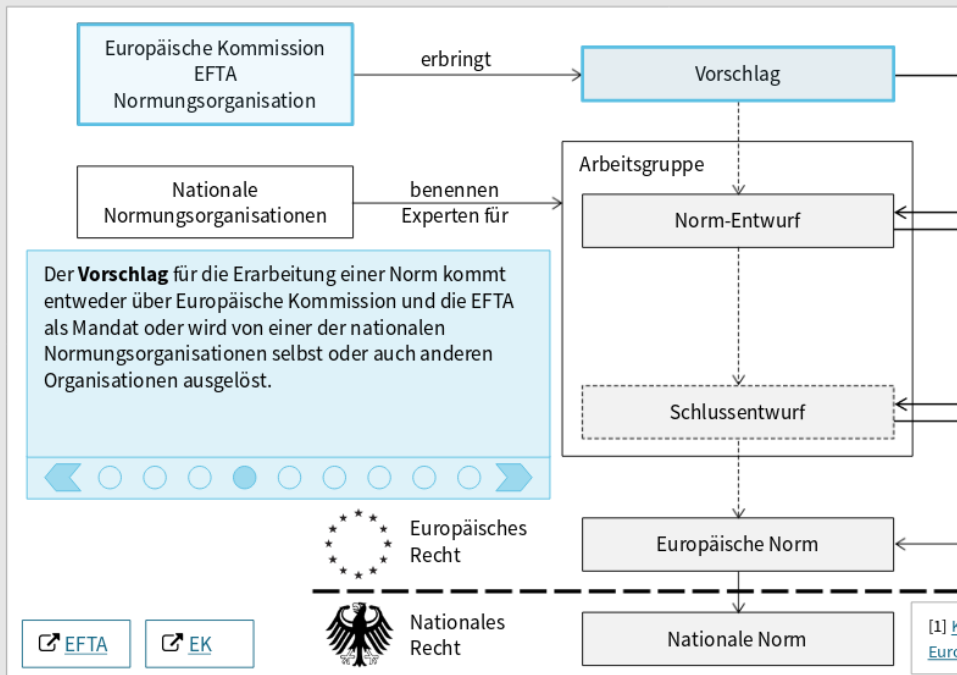 Europäische Kommission
EFTA
Normungsorganisation
erbringt
Vorschlag
Nationale
Normungsorganisationen
benennen
Experten für
Arbeitsgruppe
Norm-Entwurf
Der Vorschlag für die Erarbeitung einer Norm kommt
entweder über Europäische Kommission und die EFTA
als Mandat oder wird von einer der nationalen
Normungsorganisationen selbst oder auch anderen
Organisationen ausgelöst.
Schlussentwurf
Europäisches
Recht
Europäische Norm
Nationales
Recht
Nationale Norm
EFTA
EK
[1]